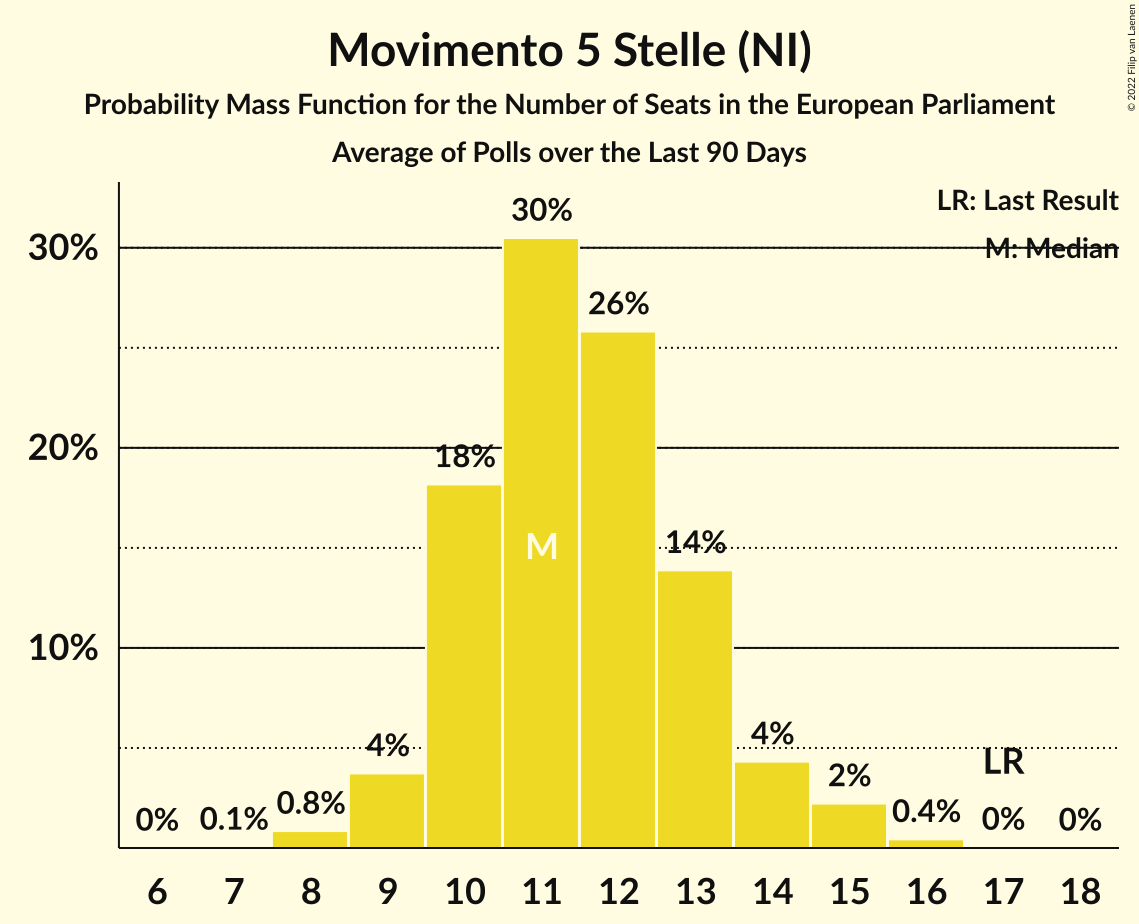 Movimento 5 Stelle (NI)
Probability Mass Function for the Number of Seats in the European Parliament
Average of Polls over the Last 90 Days
© 2022 Filip van Laenen
LR: Last Result
M: Median
30%
20%
10%
0%
0.1%
0.8%
4%
18%
30%
26%
14%
4%
2%
0.4%
0%
0%
M
LR
6 7 8 9 10 11 12 13 14 15 16 17 18